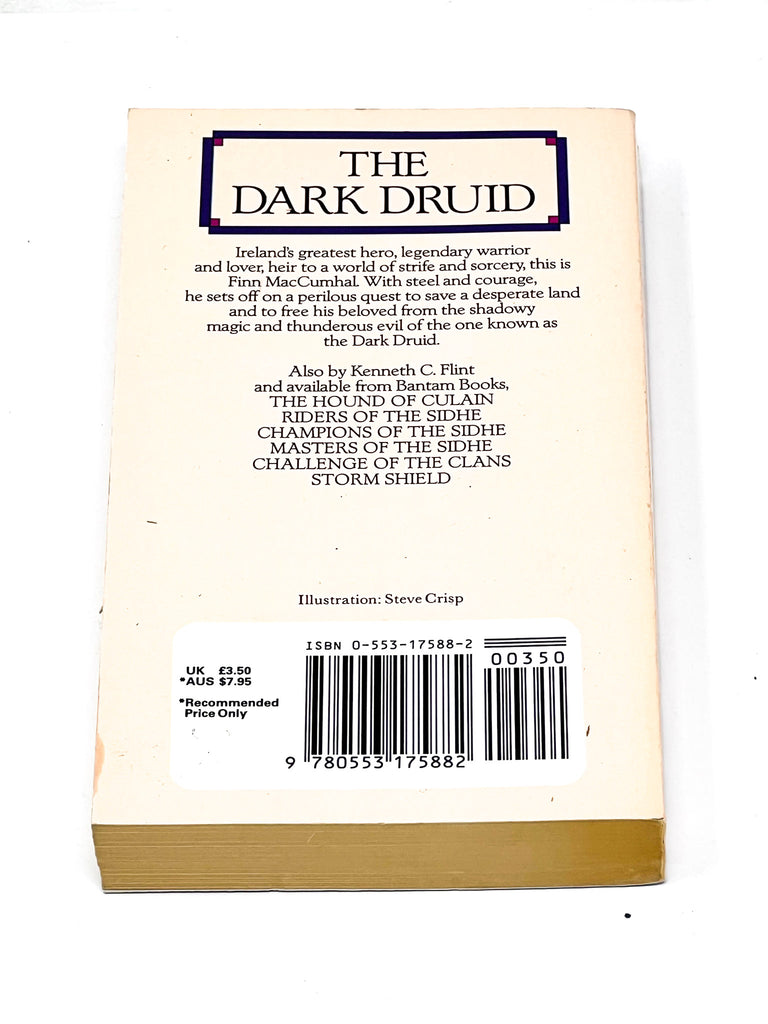 THE
DARK DRUID
Ireland's greatest hero, legendary warrior
and lover, heir to a world of strife and sorcery, this is
Finn MacCumhal. With steel and courage,
he sets off on a perilous quest to save a desperate land
and to free his beloved from the shadowy
magic and thunderous evil of the one known as
the Dark Druid.
Also by Kenneth C. Flint
and available from Bantam Books,
THE HOUND OF CULAIN
RIDERS OF THE SIDHE
CHAMPIONS OF THE SIDHE
MASTERS OF THE SIDHE
CHALLENGE OF THE CLANS
STORM SHIELD
Illustration: Steve Crisp
UK £3.50
*AUS $7.95
*Recommended
Price Only
ISBN 0-553-17588-2
00350
9 780553 175882